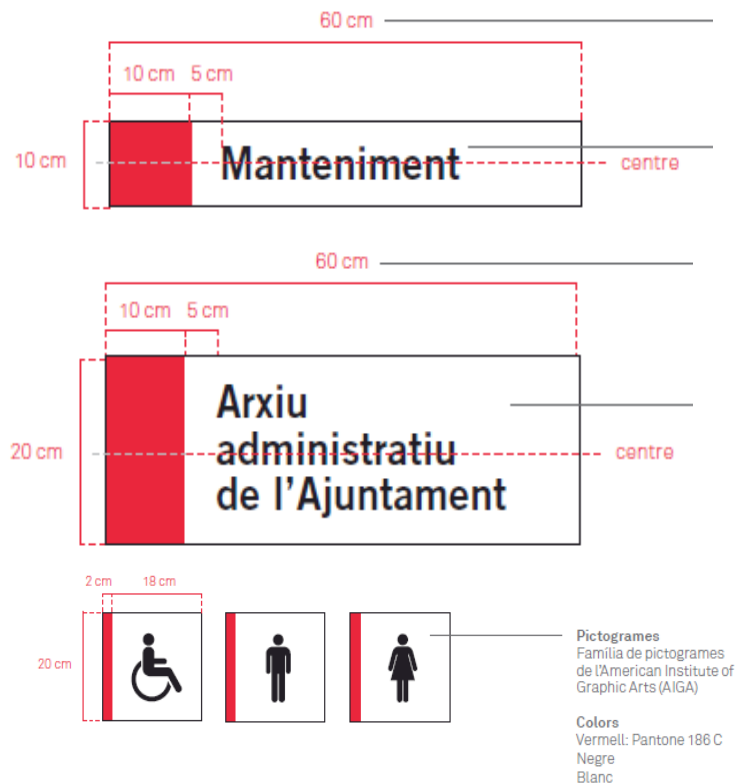 60 cm
10 cm 5 cm
10 cm
Manteniment
centre
60 cm
10 cm 5 cm
20 cm
Arxiu
administratiu
de l'Ajuntament
centre
2 cm 18 cm
20 cm
Pictogrames
Família de pictogrames
de l'American Institute of
Graphic Arts (AIGA)
Colors
Vermell: Pantone 186 C
Negre
Blanc